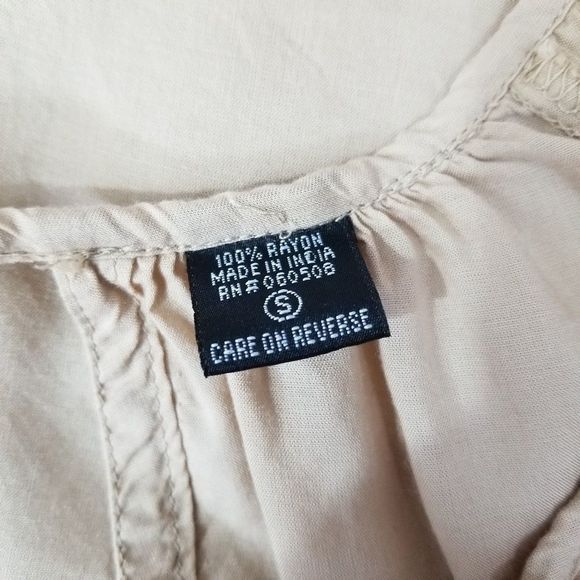 100% RAYON
MADE IN INDIA
RN# 060508
S
CARE ON REVERSE